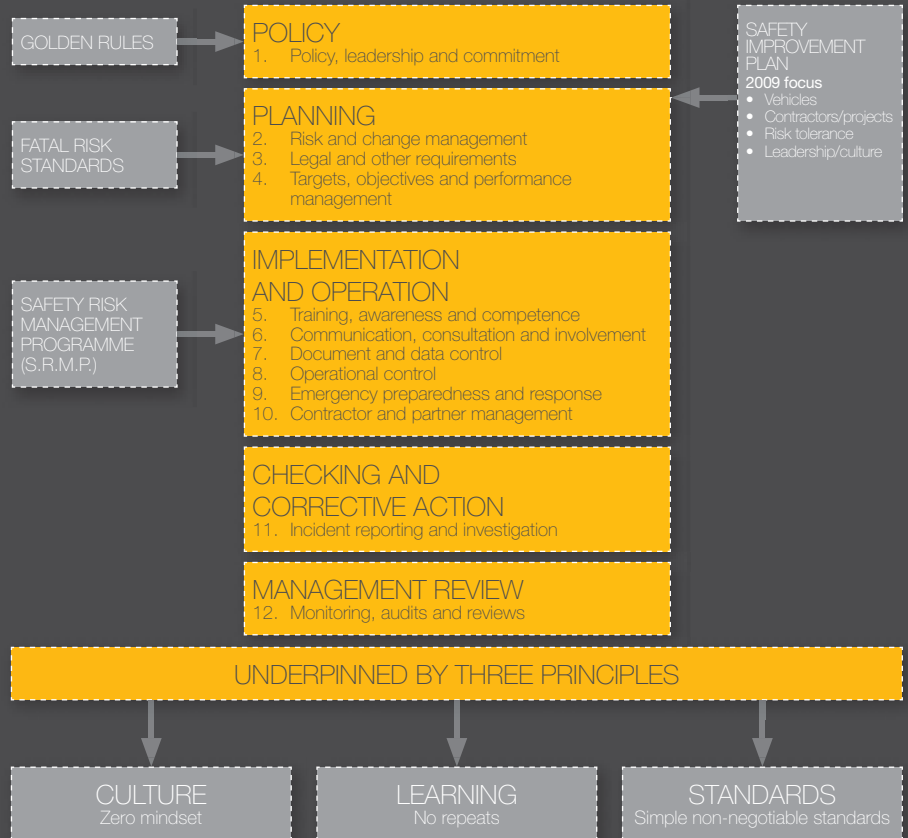 GOLDEN RULES
POLICY
1. Policy, leadership and commitment
SAFETY
IMPROVEMENT
PLAN
2009 focus
• Vehicles
• Contractors/projects
• Risk tolerance
• Leadership/culture
FATAL RISK
STANDARDS
PLANNING
2. Risk and change management
3. Legal and other requirements
4. Targets, objectives and performance
management
SAFETY RISK
MANAGEMENT
PROGRAMME
(S.R.M.P.)
IMPLEMENTATION
AND OPERATION
5. Training, awareness and competence
6. Communication, consultation and involvement
7. Document and data control
8. Operational control
9. Emergency preparedness and response
10. Contractor and partner management
CHECKING AND
CORRECTIVE ACTION
11. Incident reporting and investigation
MANAGEMENT REVIEW
12. Monitoring, audits and reviews
UNDERPINNED BY THREE PRINCIPLES
CULTURE
Zero mindset
LEARNING
No repeats
STANDARDS
Simple non-negotiable standards